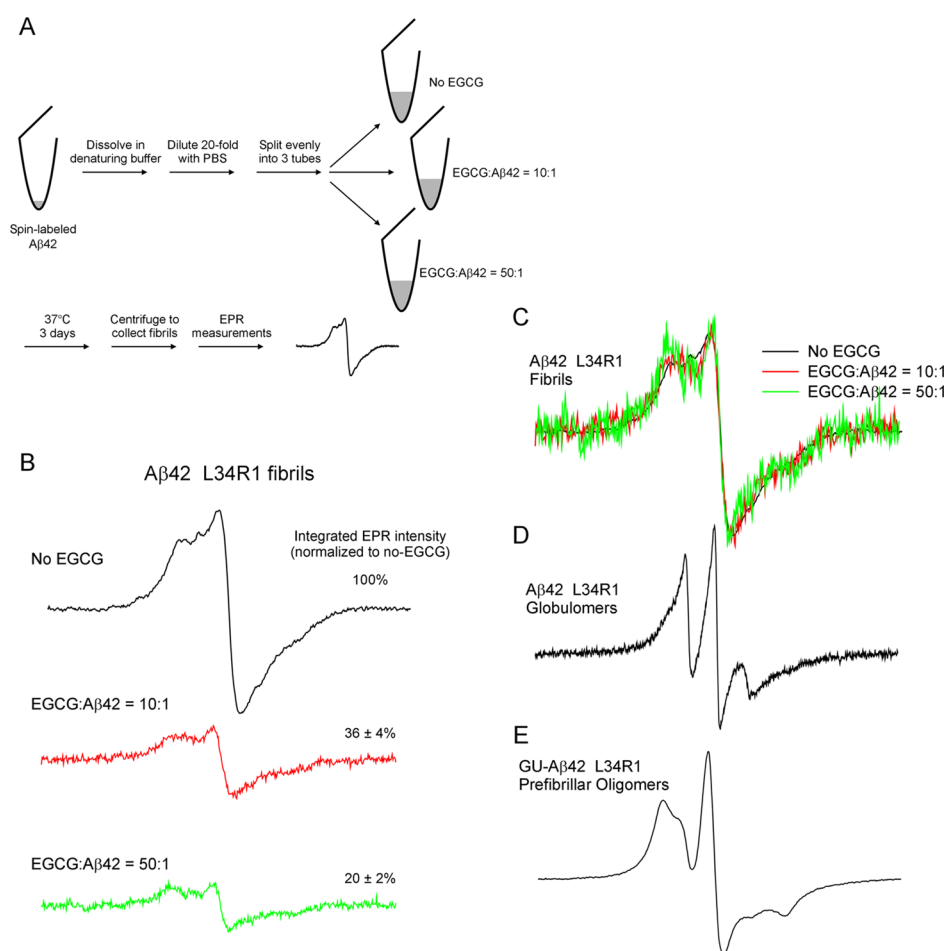 A
No EGCG
Dissolve in
denaturing buffer
Dilute 20-fold
with PBS
Split evenly
into 3 tubes
EGCG:Aβ42 = 10:1
Spin-labeled
Aβ42
EGCG:Aβ42 = 50:1
37°C
3 days
Centrifuge to
collect fibrils
EPR
measurements
B
Aβ42 L34R1 fibrils
No EGCG
Integrated EPR intensity
(normalized to no-EGCG)
100%
EGCG:Aβ42 = 10:1
36 ± 4%
EGCG:Aβ42 = 50:1
20 ± 2%
C
Aβ42 L34R1
Fibrils
No EGCG
EGCG:Aβ42 = 10:1
EGCG:Aβ42 = 50:1
D
Aβ42 L34R1
Globulomers
E
GU-Aβ42 L34R1
Prefibrillar Oligomers